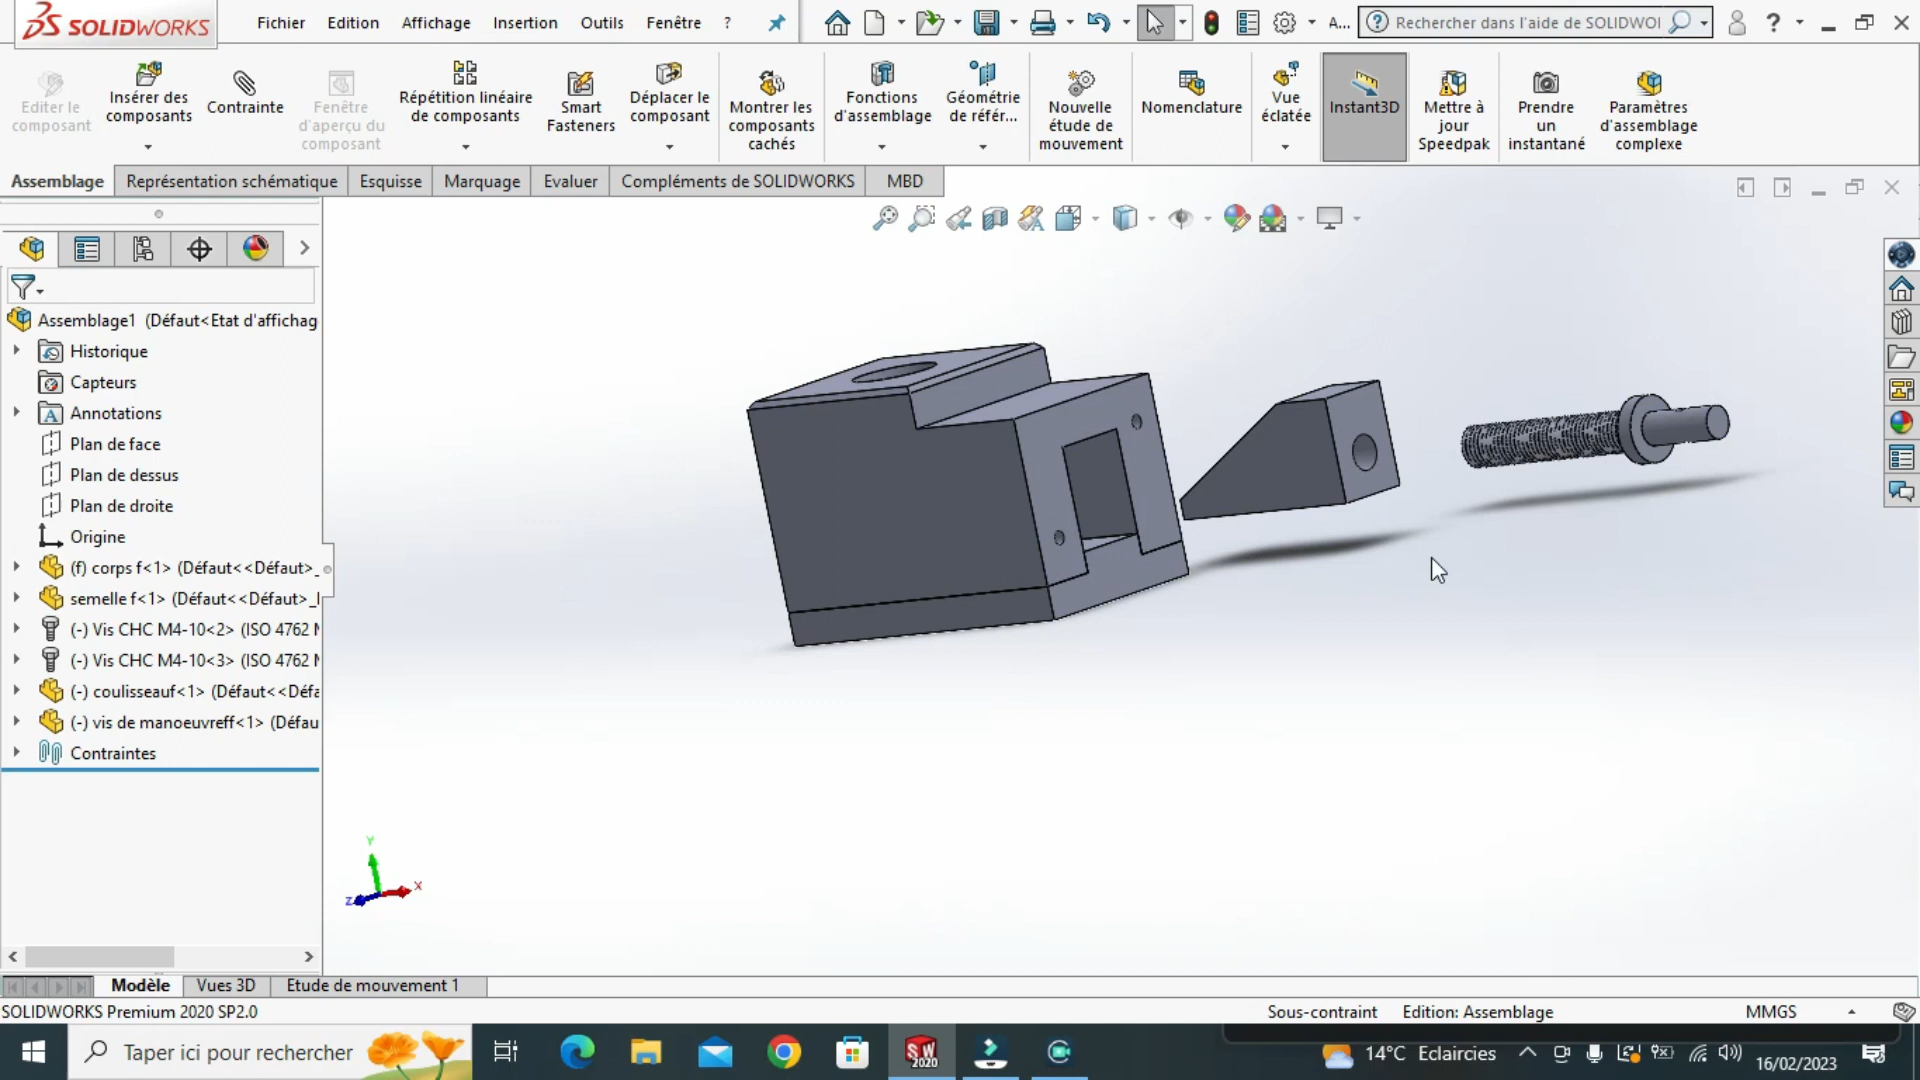 SOLIDWORKS
Fichier Edition Affichage Insertion Outils Fenêtre ?
A... Rechercher dans l'aide de SOLIDWOI
Editer le composant
Insérer des composants
Contrainte
Fenêtre d'aperçu du composant
Répétition linéaire de composants
Smart Fasteners
Déplacer le composant
Montrer les composants cachés
Fonctions d'assemblage
Géométrie de référ...
Nouvelle étude de mouvement
Nomenclature
Vue éclatée
Instant3D
Mettre à jour Speedpak
Prendre un instantané
Paramètres d'assemblage complexe
Assemblage Représentation schématique Esquisse Marquage Evaluer Compléments de SOLIDWORKS MBD
Assemblage1 (Défaut<Etat d'affichag
Historique
Capteurs
Annotations
Plan de face
Plan de dessus
Plan de droite
Origine
(f) corps f<1> (Défaut<<Défaut>_
semelle f<1> (Défaut<<Défaut>_I
(-) Vis CHC M4-10<2> (ISO 4762 M
(-) Vis CHC M4-10<3> (ISO 4762 M
(-) coulisseauf<1> (Défaut<<Défa
(-) vis de manoeuvreff<1> (Défau
Contraintes
Y
X
Z
Modèle Vues 3D Etude de mouvement 1
SOLIDWORKS Premium 2020 SP2.0 Sous-contraint Edition: Assemblage MMGS
Taper ici pour rechercher
SW 2020
14°C Eclaircies
16/02/2023